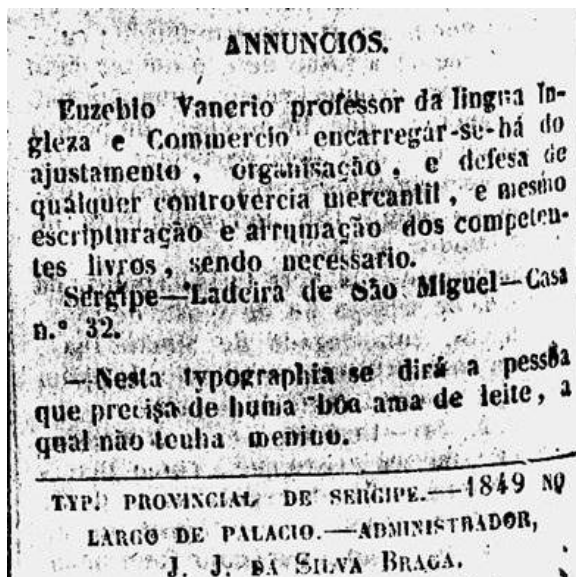 ANNUNCIOS.
Euzebio Vanerio professor da lingua In-
gleza e Commercio encarregar-se-há do
ajustamento, organisação, e defesa de
qualquer controvercia mercantil, e mesmo
escripturação e arrumação dos competen-
tes livros, sendo necessario.
Sergipe—Ladeira de São Miguel—Casa
n.º 32.
—Nesta typographia se dirá a pessôa
que precisa de huma bôa ama de leite, a
qual não tenha menino.
TYP. PROVINCIAL DE SERGIPE.—1849 NO
LARGO DE PALACIO.—ADMINISTRADOR,
J. J. DA SILVA BRAGA.